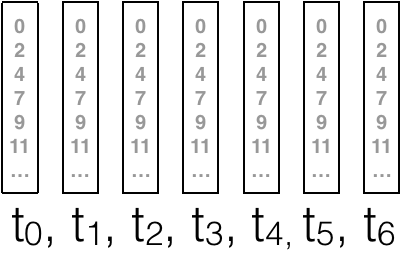 0 0 0 0 0 0 0
2 2 2 2 2 2 2
4 4 4 4 4 4 4
7 7 7 7 7 7 7
9 9 9 9 9 9 9
11 11 11 11 11 11 11
... ... ... ... ... ... ...
t0, t1, t2, t3, t4, t5, t6